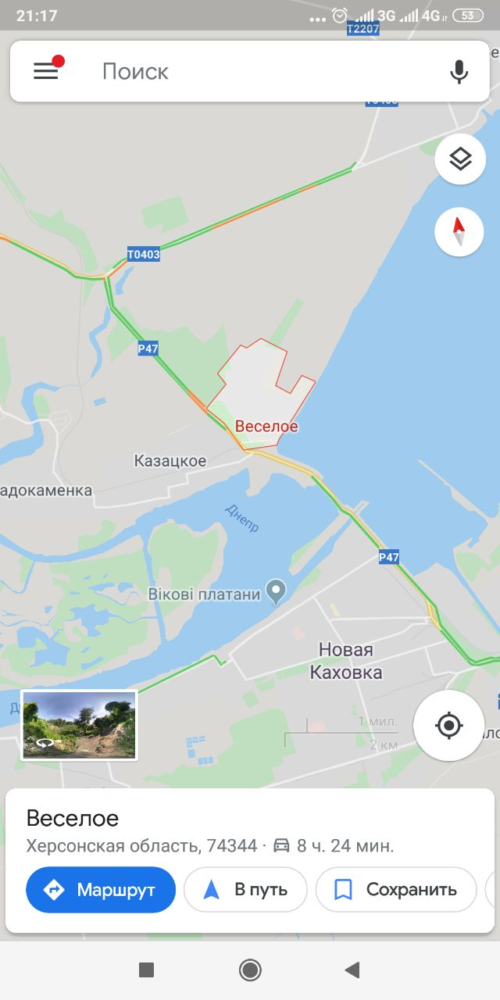 21:17
3G
4G
53
T2207
Поиск
T0403
P47
Веселое
Казацкое
адокаменка
Днепр
P47
Вікові платани
Новая
Каховка
1 мил.
2 км
Веселое
Херсонская область, 74344 · 8 ч. 24 мин.
Маршрут
В путь
Сохранить